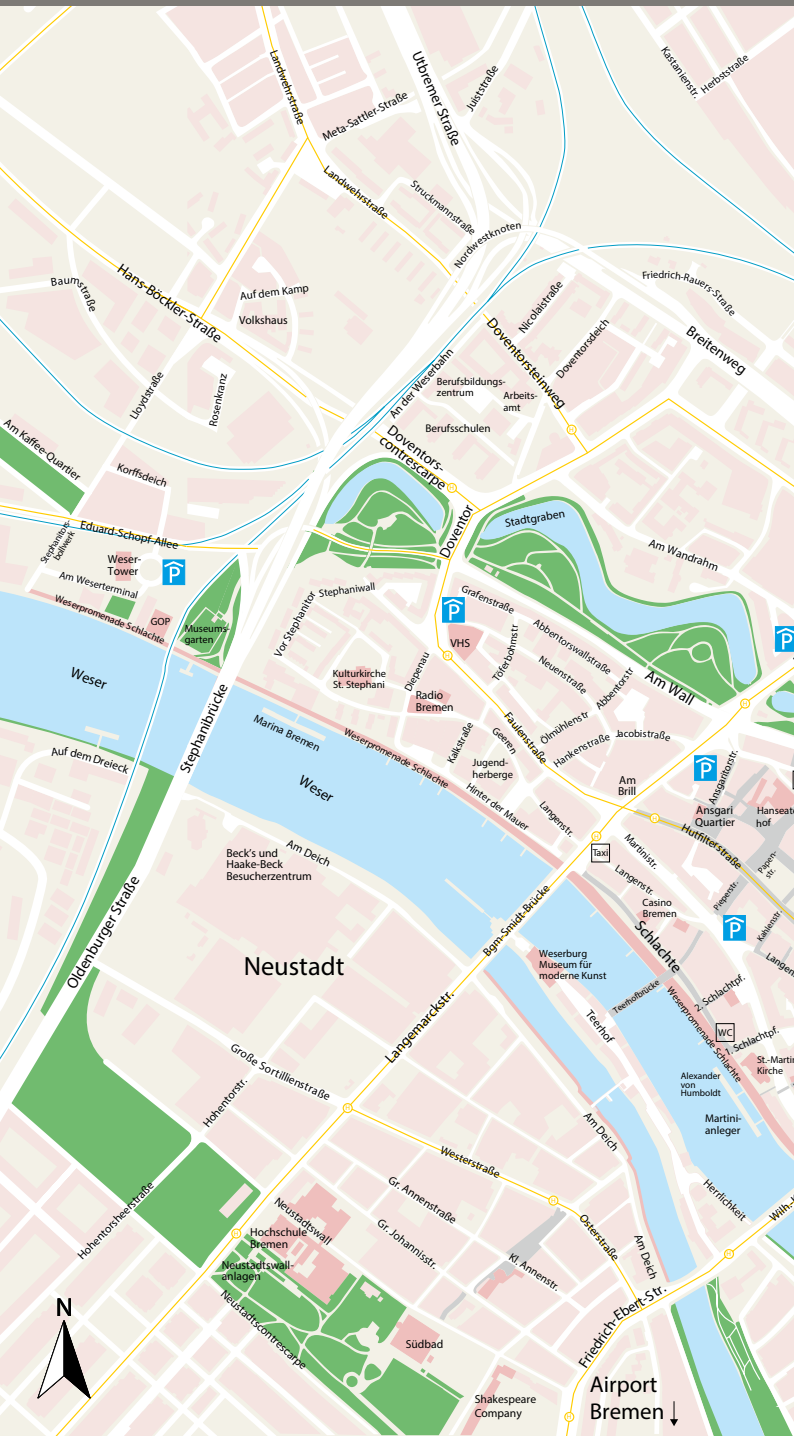 Kastanienstr.
Herbststraße
Utbremer Straße
Juiststraße
Landwehrstraße
Meta-Sattler-Straße
Landwehrstraße
Struckmannstraße
Nordwestknoten
Baumstraße
Hans-Böckler-Straße
Auf dem Kamp
Volkshaus
Friedrich-Rauers-Straße
Nicolaistraße
Doventorsteinweg
Doventorsdeich
Breitenweg
An der Weserbahn
Berufsbildungs-
zentrum
Arbeits-
amt
Lloydstraße
Rosenkranz
Berufsschulen
Am Kaffee-Quartier
Doventors-
contrescarpe
Korffsdeich
Stadtgraben
Eduard-Schopf-Allee
Doventor
Stephanitors-
bollwerk
Weser-
Tower
P
Am Wandrahm
Am Weserterminal
Stephaniwall
Vor Stephanitor
Grafenstraße
P
Weserpromenade Schlachte
GOP
Museums-
garten
VHS
Töferbohmstr
Abbentorswallstraße
P
Neuenstraße
Weser
Kulturkirche
St. Stephani
Diepenau
Radio
Bremen
Abbentorstr
Am Wall
Stephanibrücke
Marina Bremen
Weserpromenade Schlachte
Kalkstraße
Geeren
Faulenstraße
Ölmühlenstr
Hankenstraße
Jacobistraße
Auf dem Dreieck
Jugend-
herberge
P
Ansgaritorstr.
Weser
Hinter der Mauer
Langenstr.
Am
Brill
Ansgari
Quartier
Hanseat
hof
Hutfilterstraße
Beck's und
Haake-Beck
Besucherzentrum
Am Deich
Taxi
Martinistr.
Langenstr.
Papen-
str.
Pieperstr.
Oldenburger Straße
Bgm-Smidt-Brücke
Casino
Bremen
Schlachte
P
Kahlenstr.
Langens
Neustadt
Weserburg
Museum für
moderne Kunst
Teerhofbrücke
2. Schlachtpf.
Weserpromenade Schlachte
Langemarckstr.
Teerhof
WC
1. Schlachtpf.
St.-Martin
Kirche
Große Sortillienstraße
Alexander
von
Humboldt
Hohentorstr.
Martini-
anleger
Am Deich
Westerstraße
Hohentorsheerstraße
Gr. Annenstraße
Herrlichkeit
Neustadtswall
Gr. Johannisstr.
Osterstraße
Wilh.-
Hochschule
Bremen
Am Deich
Neustadtswall-
anlagen
Kl. Annenstr.
Neustadtscontrescarpe
Friedrich-Ebert-Str.
N
Südbad
Airport
Bremen
Shakespeare
Company